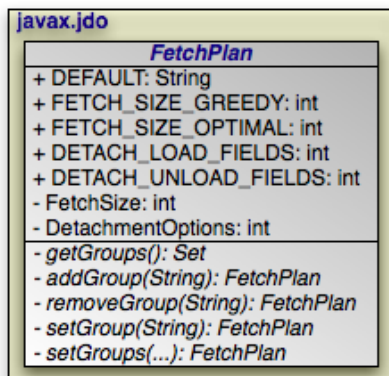 javax.jdo
FetchPlan
+ DEFAULT: String
+ FETCH_SIZE_GREEDY: int
+ FETCH_SIZE_OPTIMAL: int
+ DETACH_LOAD_FIELDS: int
+ DETACH_UNLOAD_FIELDS: int
- FetchSize: int
- DetachmentOptions: int
- getGroups(): Set
- addGroup(String): FetchPlan
- removeGroup(String): FetchPlan
- setGroup(String): FetchPlan
- setGroups(...): FetchPlan